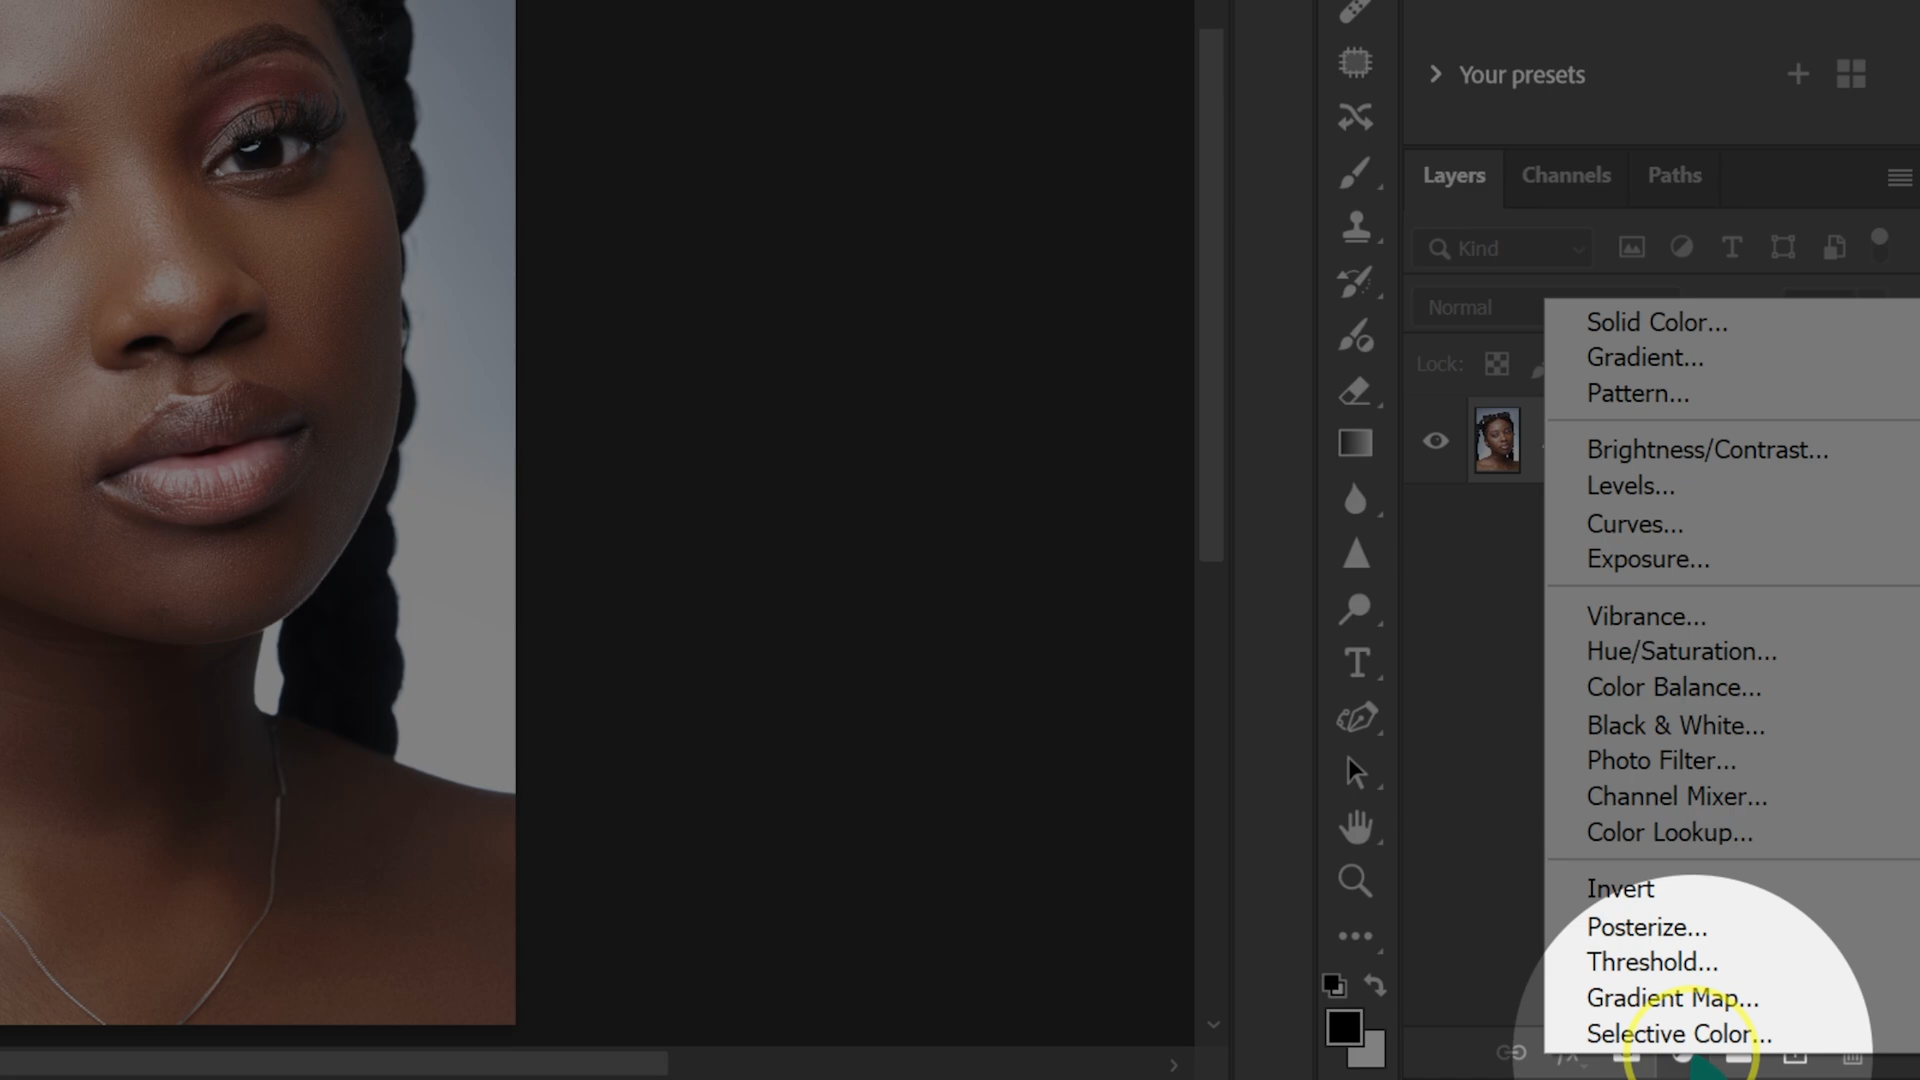 Your presets
Layers Channels Paths
Kind
Normal
Lock:
Solid Color...
Gradient...
Pattern...
Brightness/Contrast...
Levels...
Curves...
Exposure...
Vibrance...
Hue/Saturation...
Color Balance...
Black & White...
Photo Filter...
Channel Mixer...
Color Lookup...
Invert
Posterize...
Threshold...
Gradient Map...
Selective Color...
fx